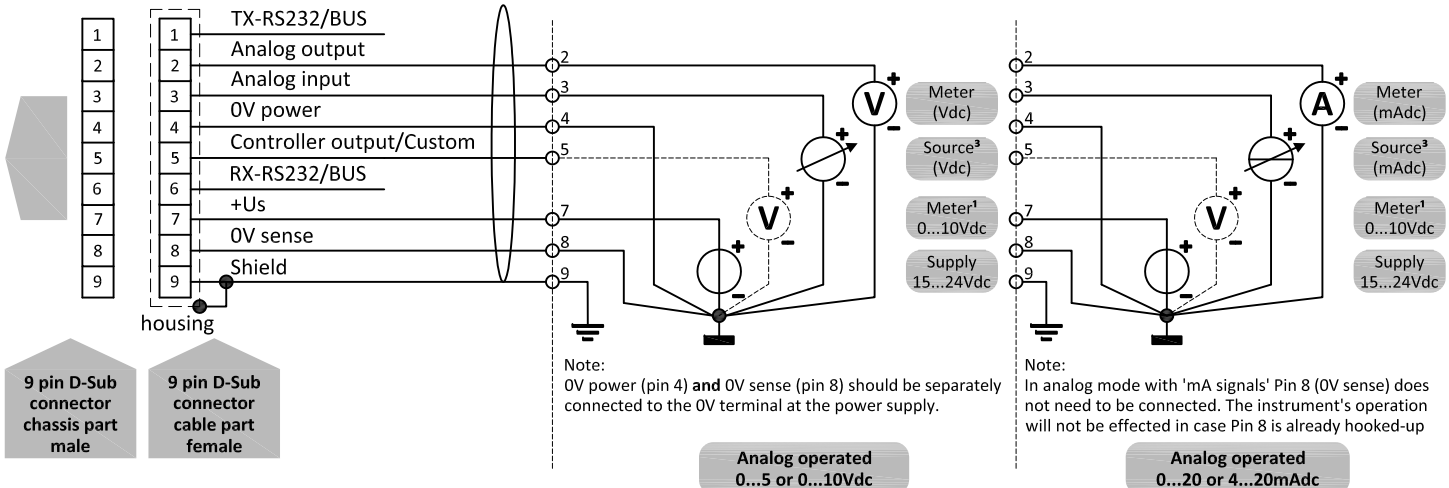 1
2
3
4
5
6
7
8
9
1
2
3
4
5
6
7
8
9
TX-RS232/BUS
Analog output
Analog input
0V power
Controller output/Custom
RX-RS232/BUS
+Us
0V sense
Shield
housing
9 pin D-Sub
connector
chassis part
male
9 pin D-Sub
connector
cable part
female
2
3
4
5
7
8
9
V
+
-
+
-
V
+
-
+
-
Meter
(Vdc)
Source³
(Vdc)
Meter¹
0...10Vdc
Supply
15...24Vdc
Note:
0V power (pin 4) and 0V sense (pin 8) should be separately
connected to the 0V terminal at the power supply.
Analog operated
0...5 or 0...10Vdc
2
3
4
5
7
8
9
A
+
-
+
-
V
+
-
+
-
Meter
(mAdc)
Source³
(mAdc)
Meter¹
0...10Vdc
Supply
15...24Vdc
Note:
In analog mode with 'mA signals' Pin 8 (0V sense) does
not need to be connected. The instrument's operation
will not be effected in case Pin 8 is already hooked-up
Analog operated
0...20 or 4...20mAdc